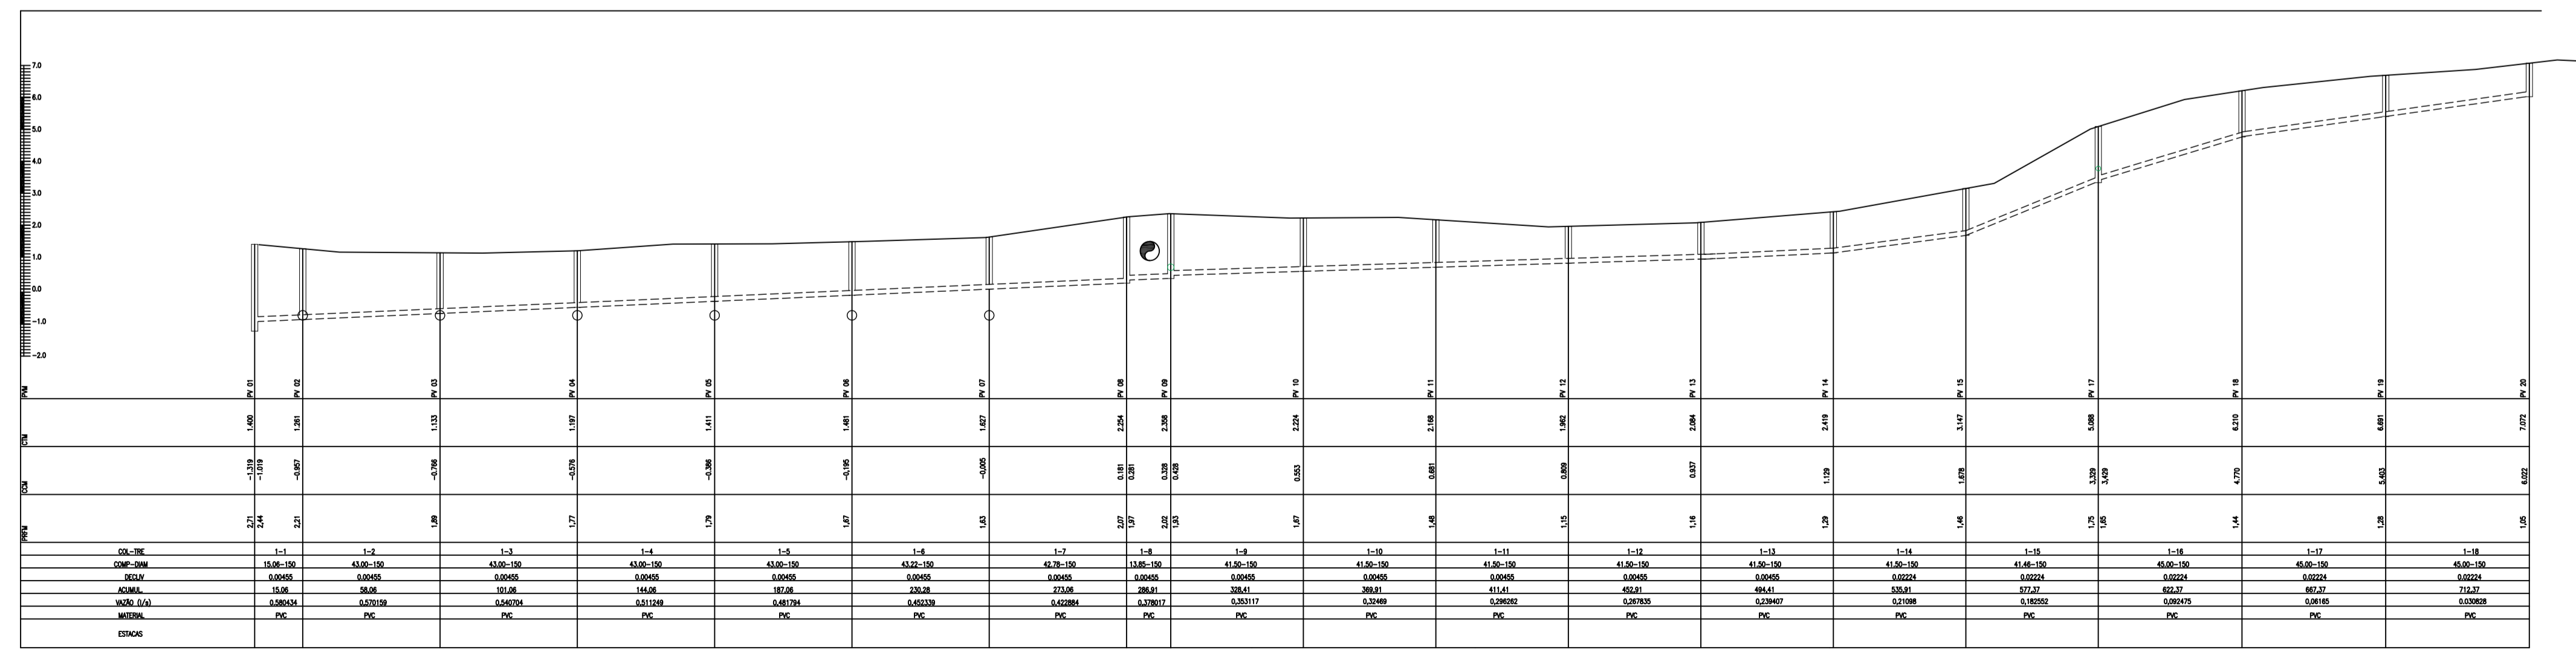 7.0
6.0
5.0
4.0
3.0
2.0
1.0
0.0
-1.0
-2.0
PVM PV 01 PV 02 PV 03 PV 04 PV 05 PV 06 PV 07 PV 08 PV 09 PV 10 PV 11 PV 12 PV 13 PV 14 PV 15 PV 17 PV 18 PV 19 PV 20
CTM 1.400 1.261 1.133 1.197 1.411 1.481 1.627 2.254 2.358 2.224 2.168 1.962 2.084 2.419 3.147 5.088 6.210 6.691 7.072
CCM -1.319 -1.019 -0.957 -0.766 -0.576 -0.386 -0,195 -0,005 0.181 0.281 0.328 0.428 0.553 0.681 0.809 0.937 1.129 1.678 3,329 3,429 4.770 5.403 6.022
PRFM 2,71 2,44 2,21 1,89 1,77 1,79 1,67 1,63 2,07 1,97 2,02 1,93 1,67 1,48 1,15 1,16 1,29 1,46 1,75 1,65 1,44 1,28 1,05
COL-TRE 1-1 1-2 1-3 1-4 1-5 1-6 1-7 1-8 1-9 1-10 1-11 1-12 1-13 1-14 1-15 1-16 1-17 1-18
COMP-DIAM 15.06-150 43.00-150 43.00-150 43.00-150 43.00-150 43.22-150 42.78-150 13.85-150 41.50-150 41.50-150 41.50-150 41.50-150 41.50-150 41.50-150 41.46-150 45.00-150 45.00-150 45.00-150
DECLIV 0.00455 0.00455 0.00455 0.00455 0.00455 0.00455 0.00455 0.00455 0.00455 0.00455 0.00455 0.00455 0.00455 0.02224 0.02224 0.02224 0.02224 0.02224
ACUMUL. 15.06 58.06 101,06 144,06 187,06 230,28 273,06 286,91 328,41 369,91 411,41 452,91 494,41 535,91 577,37 622,37 667,37 712,37
VAZÃO (l/s) 0.580434 0.570159 0.540704 0.511249 0.481794 0.452339 0.422884 0,378017 0,353117 0,32469 0,296262 0,267835 0,239407 0,21098 0,182552 0,092475 0,06165 0.030828
MATERIAL PVC PVC PVC PVC PVC PVC PVC PVC PVC PVC PVC PVC PVC PVC PVC PVC PVC PVC
ESTACAS